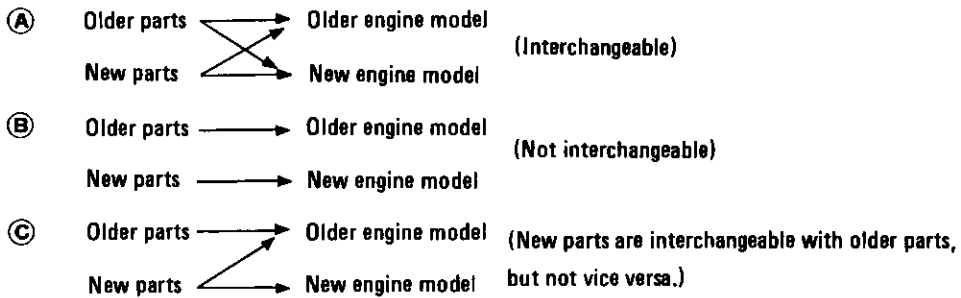 Ⓐ Older parts Older engine model
(Interchangeable)
New parts New engine model
Ⓑ Older parts Older engine model
(Not interchangeable)
New parts New engine model
Ⓒ Older parts Older engine model (New parts are interchangeable with older parts,
New parts New engine model but not vice versa.)